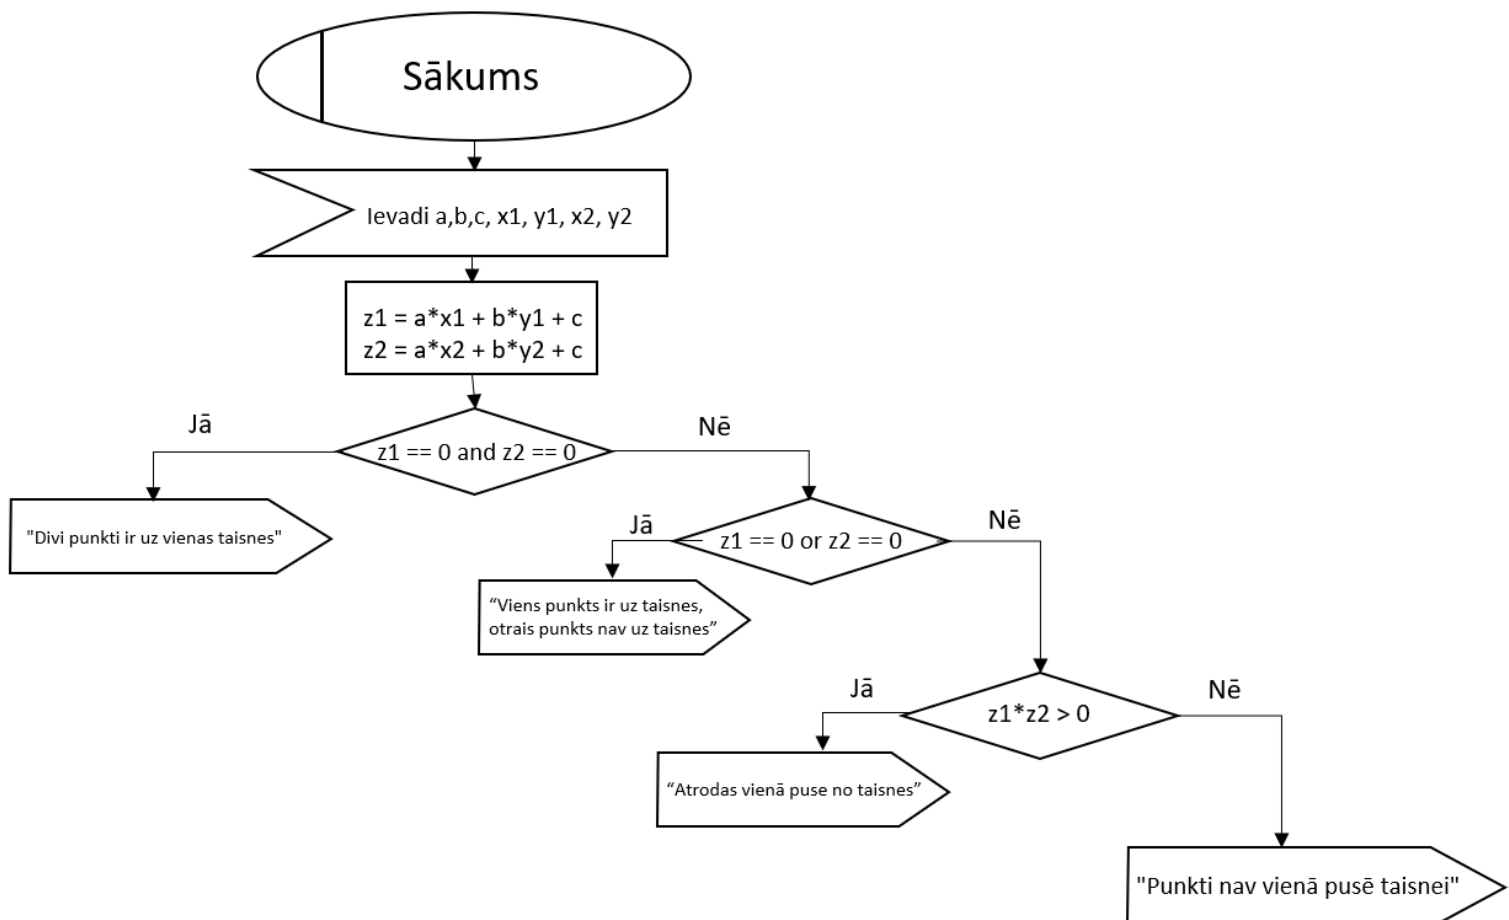 Sākums
Ievadi a,b,c, x1, y1, x2, y2
z1 = a*x1 + b*y1 + c
z2 = a*x2 + b*y2 + c
Jā
z1 == 0 and z2 == 0
Nē
"Divi punkti ir uz vienas taisnes"
Jā
z1 == 0 or z2 == 0
Nē
“Viens punkts ir uz taisnes,
otrais punkts nav uz taisnes”
Jā
z1*z2 > 0
Nē
“Atrodas vienā puse no taisnes”
"Punkti nav vienā pusē taisnei"